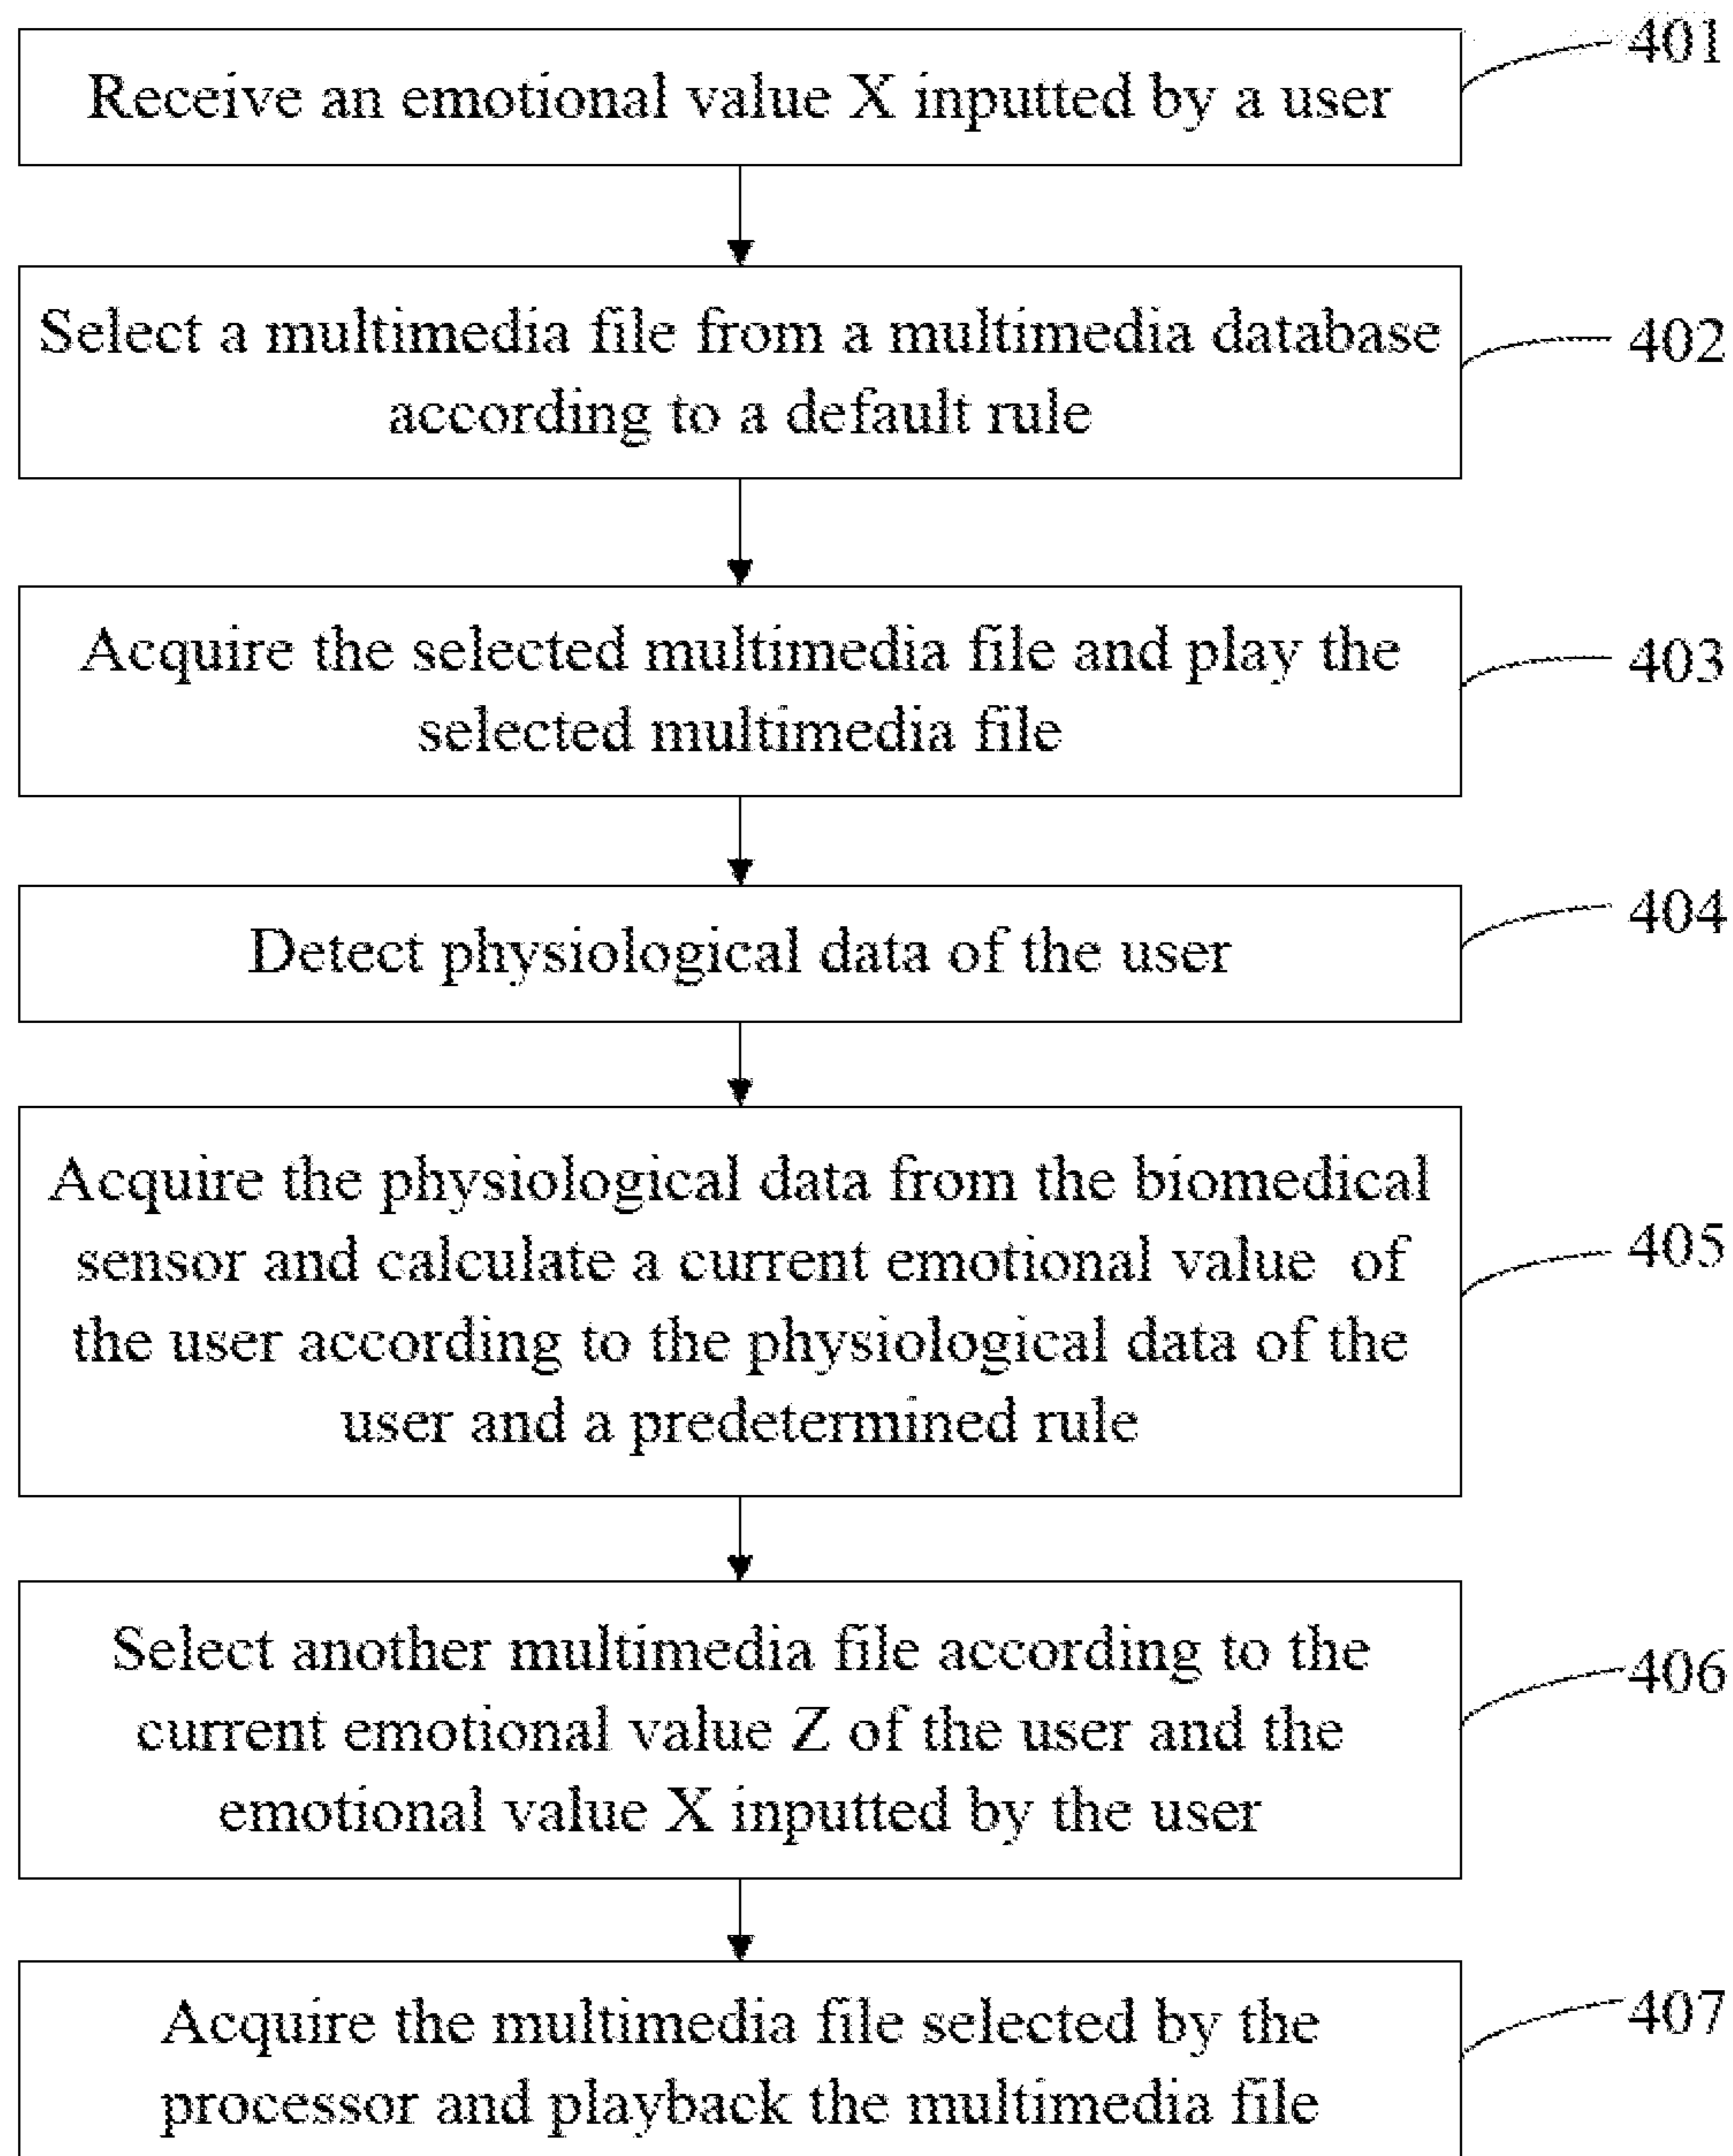 Receive an emotional value X inputted by a user
401
Select a multimedia file from a multimedia database
according to a default rule
402
Acquire the selected multimedia file and play the
selected multimedia file
403
Detect physiological data of the user
404
Acquire the physiological data from the biomedical
sensor and calculate a current emotional value of
the user according to the physiological data of the
user and a predetermined rule
405
Select another multimedia file according to the
current emotional value Z of the user and the
emotional value X inputted by the user
406
Acquire the multimedia file selected by the
processor and playback the multimedia file
407